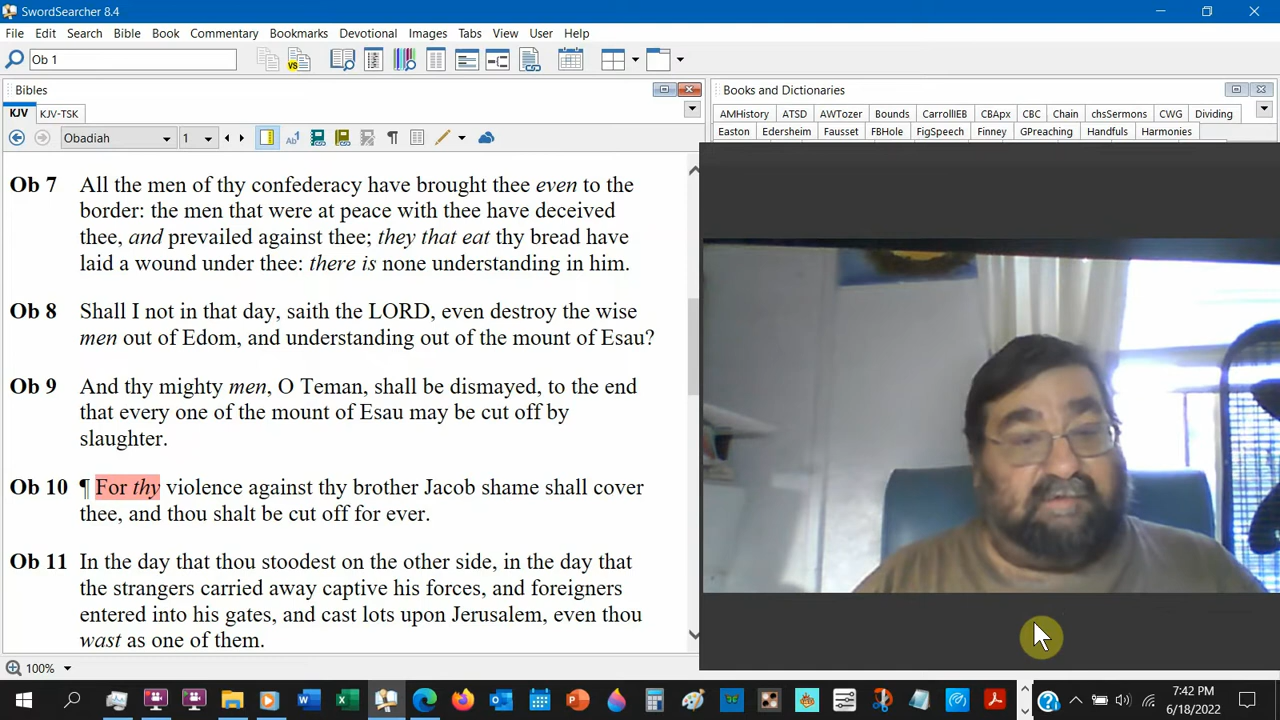 SwordSearcher 8.4
File Edit Search Bible Book Commentary Bookmarks Devotional Images Tabs View User Help
Ob 1
VS
Bibles
KJV KJV-TSK
Obadiah 1
Ob 7 All the men of thy confederacy have brought thee even to the
border: the men that were at peace with thee have deceived
thee, and prevailed against thee; they that eat thy bread have
laid a wound under thee: there is none understanding in him.
Ob 8 Shall I not in that day, saith the LORD, even destroy the wise
men out of Edom, and understanding out of the mount of Esau?
Ob 9 And thy mighty men, O Teman, shall be dismayed, to the end
that every one of the mount of Esau may be cut off by
slaughter.
Ob 10 ¶ For thy violence against thy brother Jacob shame shall cover
thee, and thou shalt be cut off for ever.
Ob 11 In the day that thou stoodest on the other side, in the day that
the strangers carried away captive his forces, and foreigners
entered into his gates, and cast lots upon Jerusalem, even thou
wast as one of them.
100%
Books and Dictionaries
AMHistory ATSD AWTozer Bounds CarrollIEB CBApx CBC Chain chsSermons CWG Dividing
Easton Edersheim Fausset FBHole FigSpeech Finney GPreaching Handfuls Harmonies
7:42 PM
6/18/2022